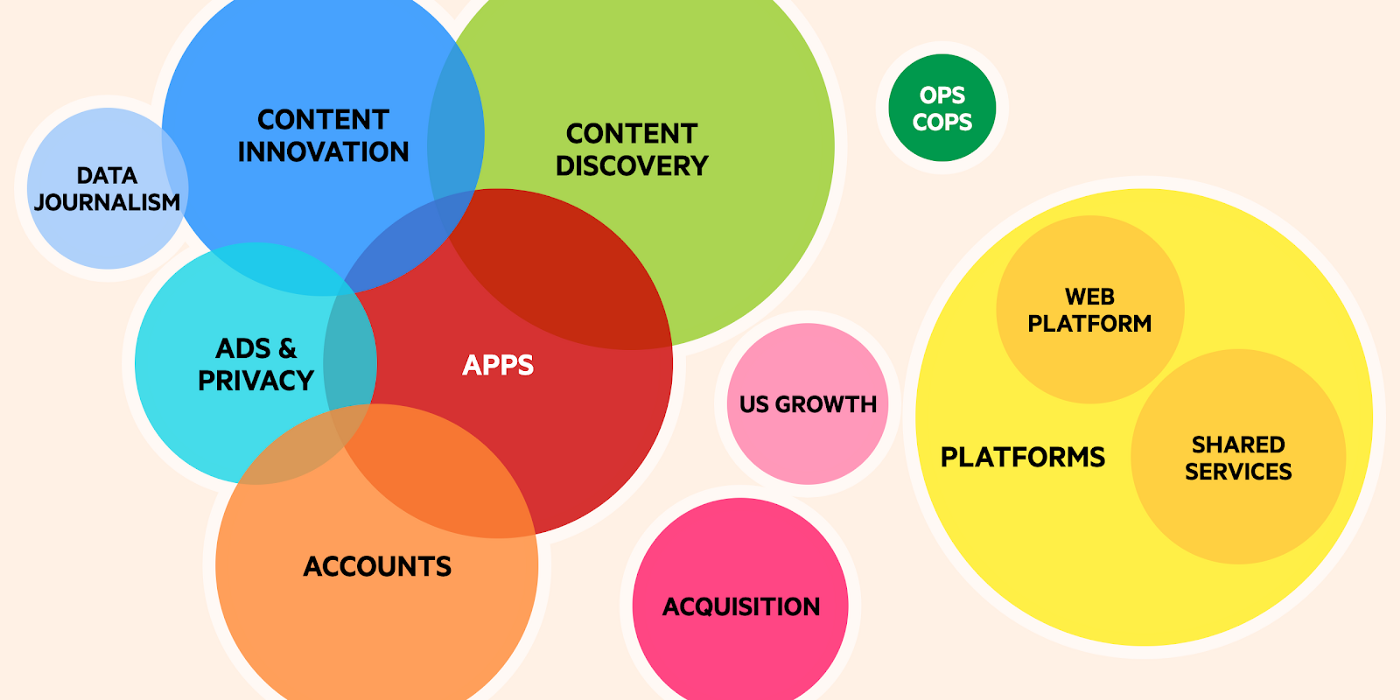 CONTENT
INNOVATION
CONTENT
DISCOVERY
OPS
COPS
DATA
JOURNALISM
WEB
PLATFORM
ADS &
PRIVACY
APPS
US GROWTH
PLATFORMS
SHARED
SERVICES
ACCOUNTS
ACQUISITION